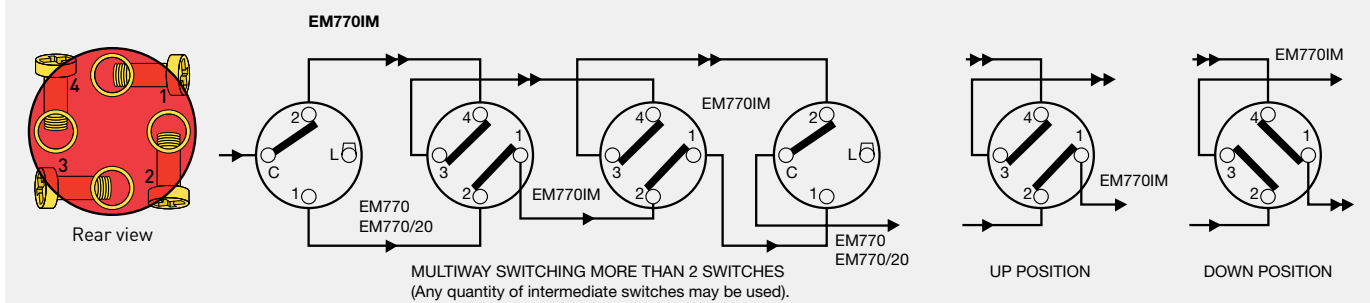 EM770IM
4
1
3
2
Rear view
2
C
L
1
EM770
EM770/20
4
1
3
2
EM770IM
EM770IM
4
1
3
2
2
C
L
1
EM770
EM770/20
MULTIWAY SWITCHING MORE THAN 2 SWITCHES
(Any quantity of intermediate switches may be used).
4
1
3
2
EM770IM
UP POSITION
EM770IM
4
1
3
2
DOWN POSITION